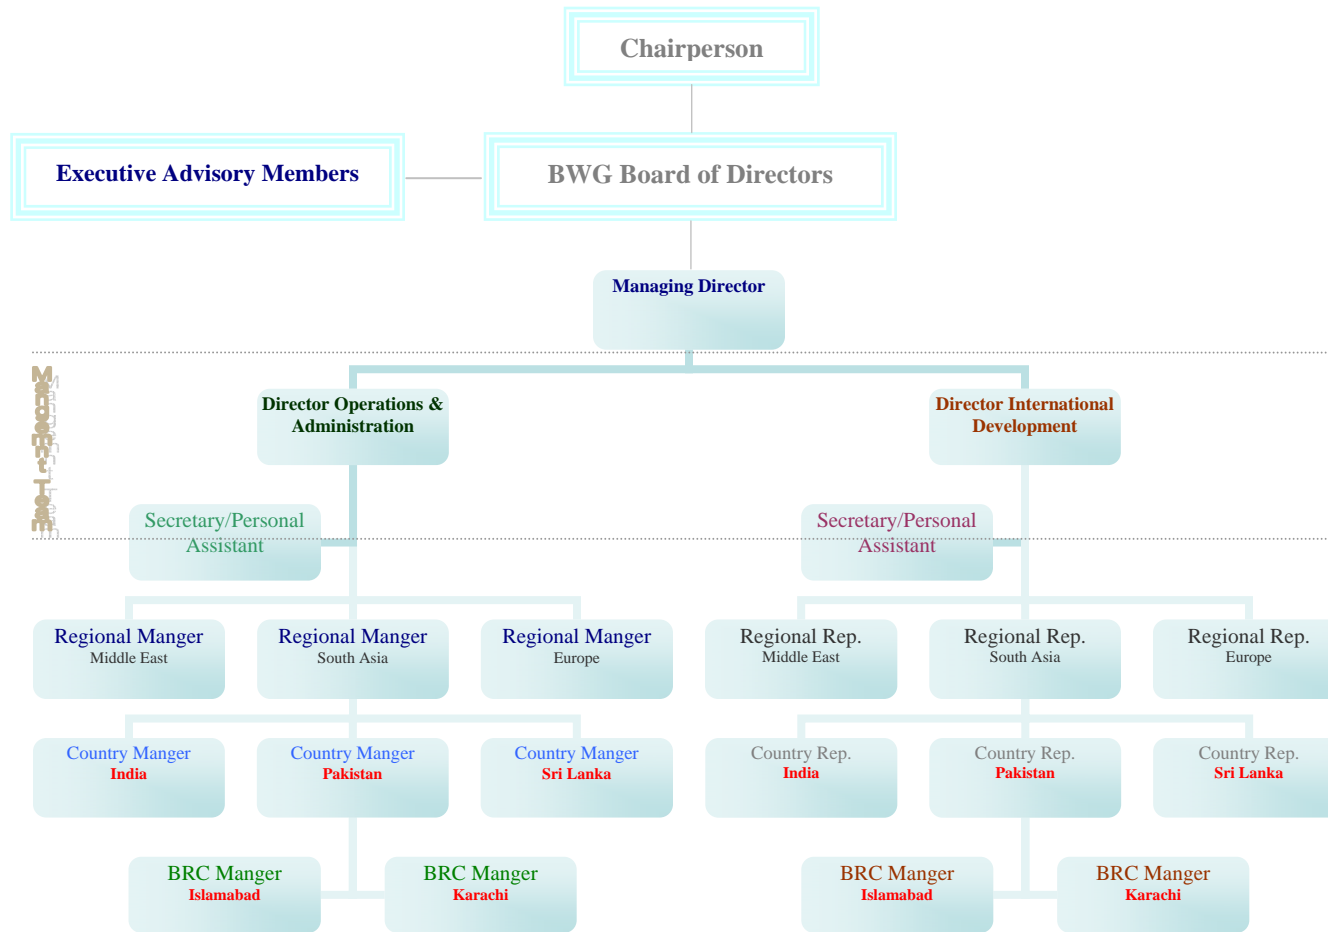 Chairperson
Executive Advisory Members
BWG Board of Directors
Managing Director
Mengemnt Team
Director Operations &
Administration
Director International
Development
Secretary/Personal
Assistant
Secretary/Personal
Assistant
Regional Manger
Middle East
Regional Manger
South Asia
Regional Manger
Europe
Regional Rep.
Middle East
Regional Rep.
South Asia
Regional Rep.
Europe
Country Manger
India
Country Manger
Pakistan
Country Manger
Sri Lanka
Country Rep.
India
Country Rep.
Pakistan
Country Rep.
Sri Lanka
BRC Manger
Islamabad
BRC Manger
Karachi
BRC Manger
Islamabad
BRC Manger
Karachi